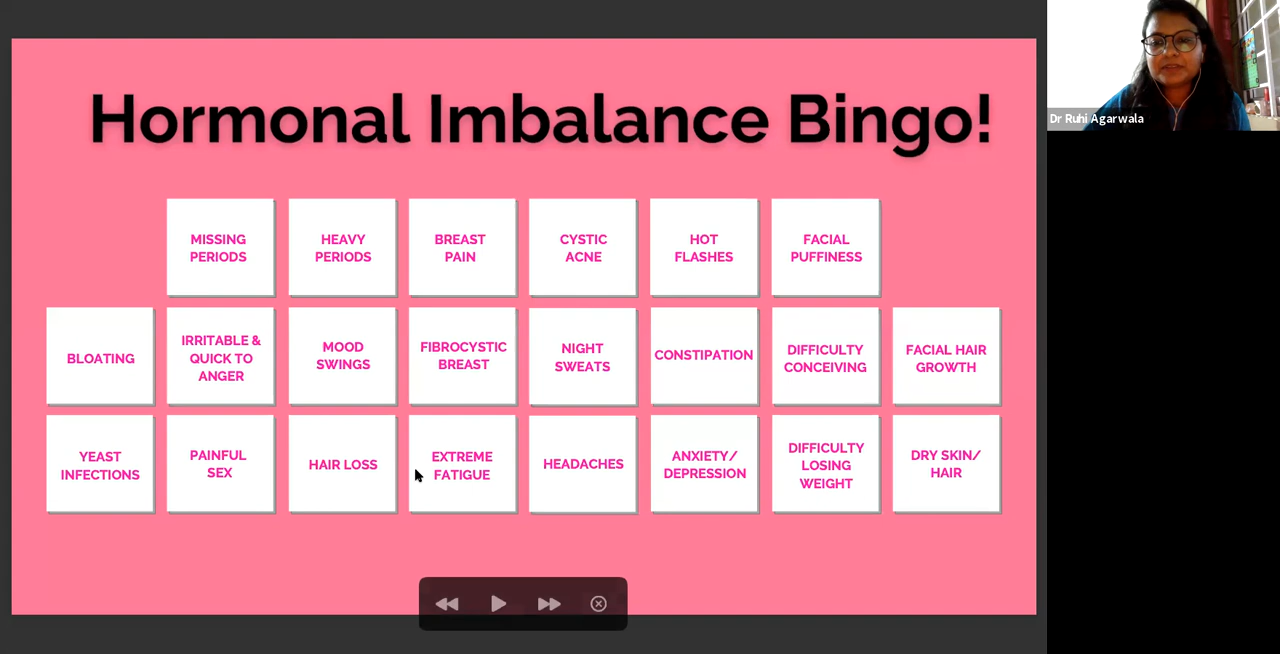 Hormonal Imbalance Bingo!
Dr Ruhi Agarwala
MISSING
PERIODS
HEAVY
PERIODS
BREAST
PAIN
CYSTIC
ACNE
HOT
FLASHES
FACIAL
PUFFINESS
BLOATING
IRRITABLE &
QUICK TO
ANGER
MOOD
SWINGS
FIBROCYSTIC
BREAST
NIGHT
SWEATS
CONSTIPATION
DIFFICULTY
CONCEIVING
FACIAL HAIR
GROWTH
YEAST
INFECTIONS
PAINFUL
SEX
HAIR LOSS
EXTREME
FATIGUE
HEADACHES
ANXIETY/
DEPRESSION
DIFFICULTY
LOSING
WEIGHT
DRY SKIN/
HAIR